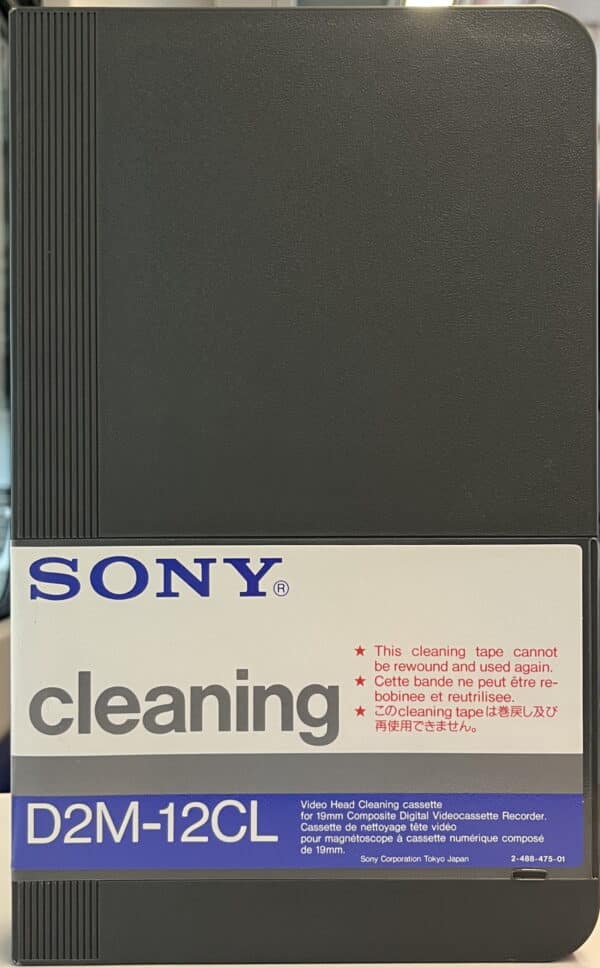 SONY®
cleaning
★ This cleaning tape cannot
be rewound and used again.
★ Cette bande ne peut être re-
bobinee et reutrilisee.
★ このcleaning tapeは巻戻し及び
再使用できません。
D2M-12CL
Video Head Cleaning cassette
for 19mm Composite Digital Videocassette Recorder.
Cassette de nettoyage tête vidéo
pour magnétoscope à cassette numérique composé
de 19mm.
Sony Corporation Tokyo Japan 2-488-475-01